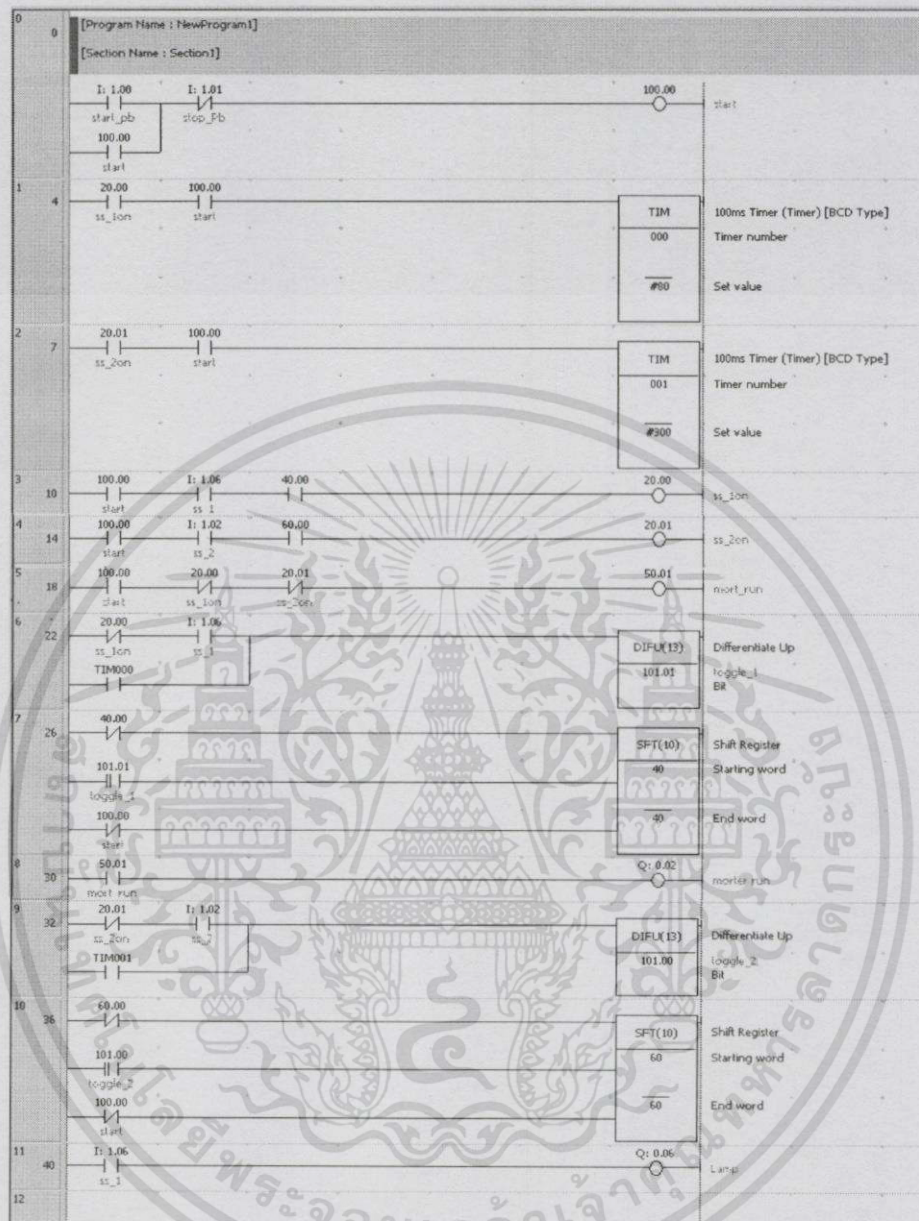 0
0
[Program Name : NewProgram1]
[Section Name : Section1]
I: 1.00
I: 1.01
100.00
start_pb
stop_Pb
start
100.00
start
1
4
20.00
100.00
ss_1on
start
TIM
100ms Timer (Timer) [BCD Type]
000
Timer number
#80
Set value
2
7
20.01
100.00
ss_2on
start
TIM
100ms Timer (Timer) [BCD Type]
001
Timer number
#300
Set value
3
10
100.00
I: 1.06
40.00
20.00
start
ss_1
ss_1on
4
14
100.00
I: 1.02
60.00
20.01
start
ss_2
ss_2on
5
18
100.00
20.00
20.01
50.01
start
ss_1on
ss_2on
mort_run
6
22
20.00
I: 1.06
ss_1on
ss_1
DIFU(13)
Differentiate Up
TIM000
101.01
toggle_1
Bit
7
26
40.00
SFT(10)
Shift Register
101.01
toggle_1
40
Starting word
100.00
start
40
End word
8
30
50.01
Q: 0.02
mort_run
morter run
9
32
20.01
I: 1.02
ss_2on
ss_2
DIFU(13)
Differentiate Up
TIM001
101.00
toggle_2
Bit
10
36
60.00
SFT(10)
Shift Register
101.00
toggle_2
60
Starting word
100.00
start
60
End word
11
40
I: 1.06
Q: 0.06
ss_1
Lamp
12